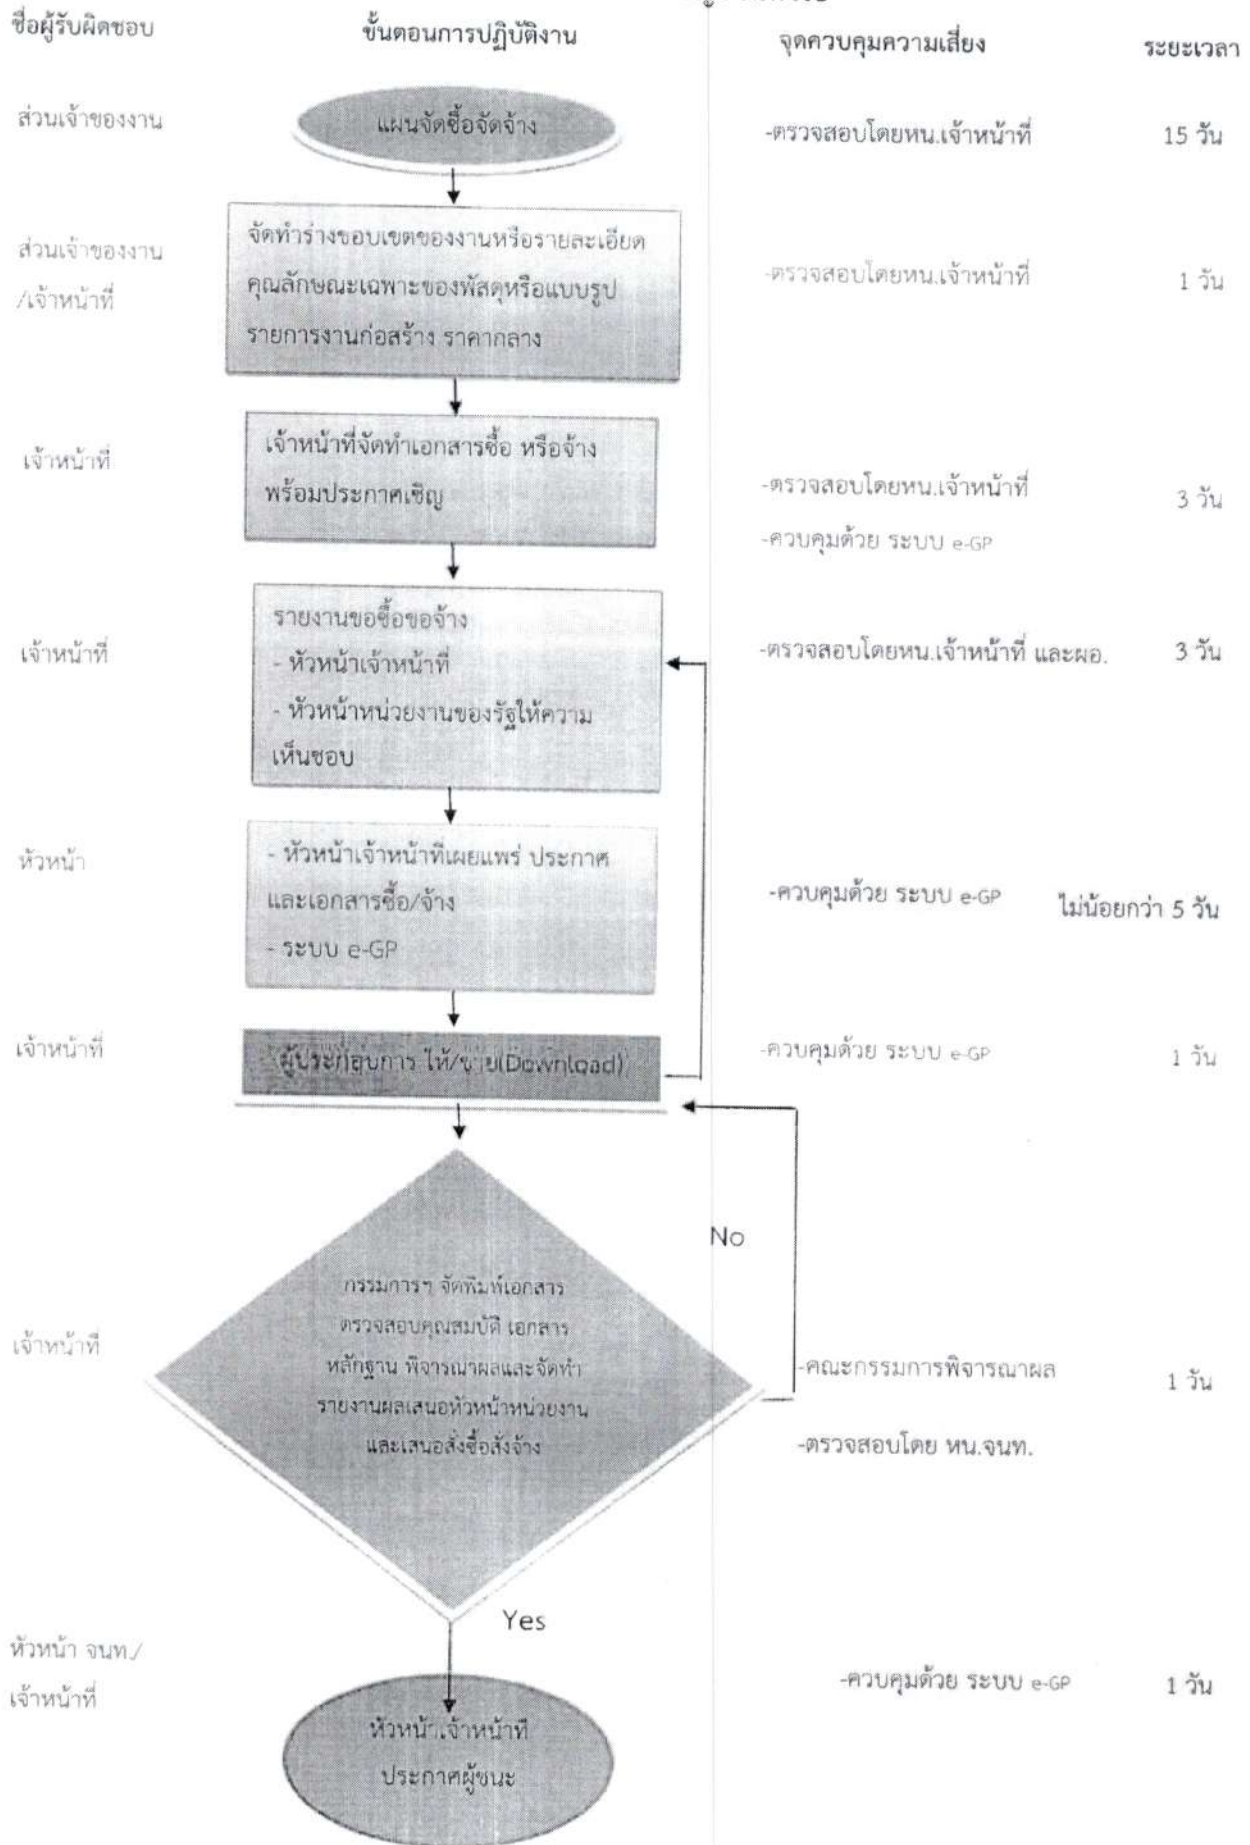 ชื่อผู้รับผิดชอบ
ขั้นตอนการปฏิบัติงาน
จุดควบคุมความเสี่ยง
ระยะเวลา
ส่วนเจ้าของงาน
แผนจัดซื้อจัดจ้าง
-ตรวจสอบโดยหน.เจ้าหน้าที่
15 วัน
ส่วนเจ้าของงาน
/เจ้าหน้าที่
จัดทำร่างขอบเขตของงานหรือรายละเอียด
คุณลักษณะเฉพาะของพัสดุหรือแบบรูป
รายการงานก่อสร้าง ราคากลาง
-ตรวจสอบโดยหน.เจ้าหน้าที่
1 วัน
เจ้าหน้าที่
เจ้าหน้าที่จัดทำเอกสารซื้อ หรือจ้าง
พร้อมประกาศเชิญ
-ตรวจสอบโดยหน.เจ้าหน้าที่
-ควบคุมด้วย ระบบ e-GP
3 วัน
เจ้าหน้าที่
รายงานขอซื้อขอจ้าง
- หัวหน้าเจ้าหน้าที่
- หัวหน้าหน่วยงานของรัฐให้ความ
เห็นชอบ
-ตรวจสอบโดยหน.เจ้าหน้าที่ และผอ.
3 วัน
หัวหน้า
- หัวหน้าเจ้าหน้าที่เผยแพร่ ประกาศ
และเอกสารซื้อ/จ้าง
- ระบบ e-GP
-ควบคุมด้วย ระบบ e-GP
ไม่น้อยกว่า 5 วัน
เจ้าหน้าที่
ผู้ประกอบการ ให้/ขาย(Download)
-ควบคุมด้วย ระบบ e-GP
1 วัน
No
เจ้าหน้าที่
กรรมการฯ จัดพิมพ์เอกสาร
ตรวจสอบคุณสมบัติ เอกสาร
หลักฐาน พิจารณาผลและจัดทำ
รายงานผลเสนอหัวหน้าหน่วยงาน
และเสนอสั่งซื้อสั่งจ้าง
-คณะกรรมการพิจารณาผล
-ตรวจสอบโดย หน.จนท.
1 วัน
Yes
หัวหน้า จนท./
เจ้าหน้าที่
หัวหน้าเจ้าหน้าที่
ประกาศผู้ชนะ
-ควบคุมด้วย ระบบ e-GP
1 วัน